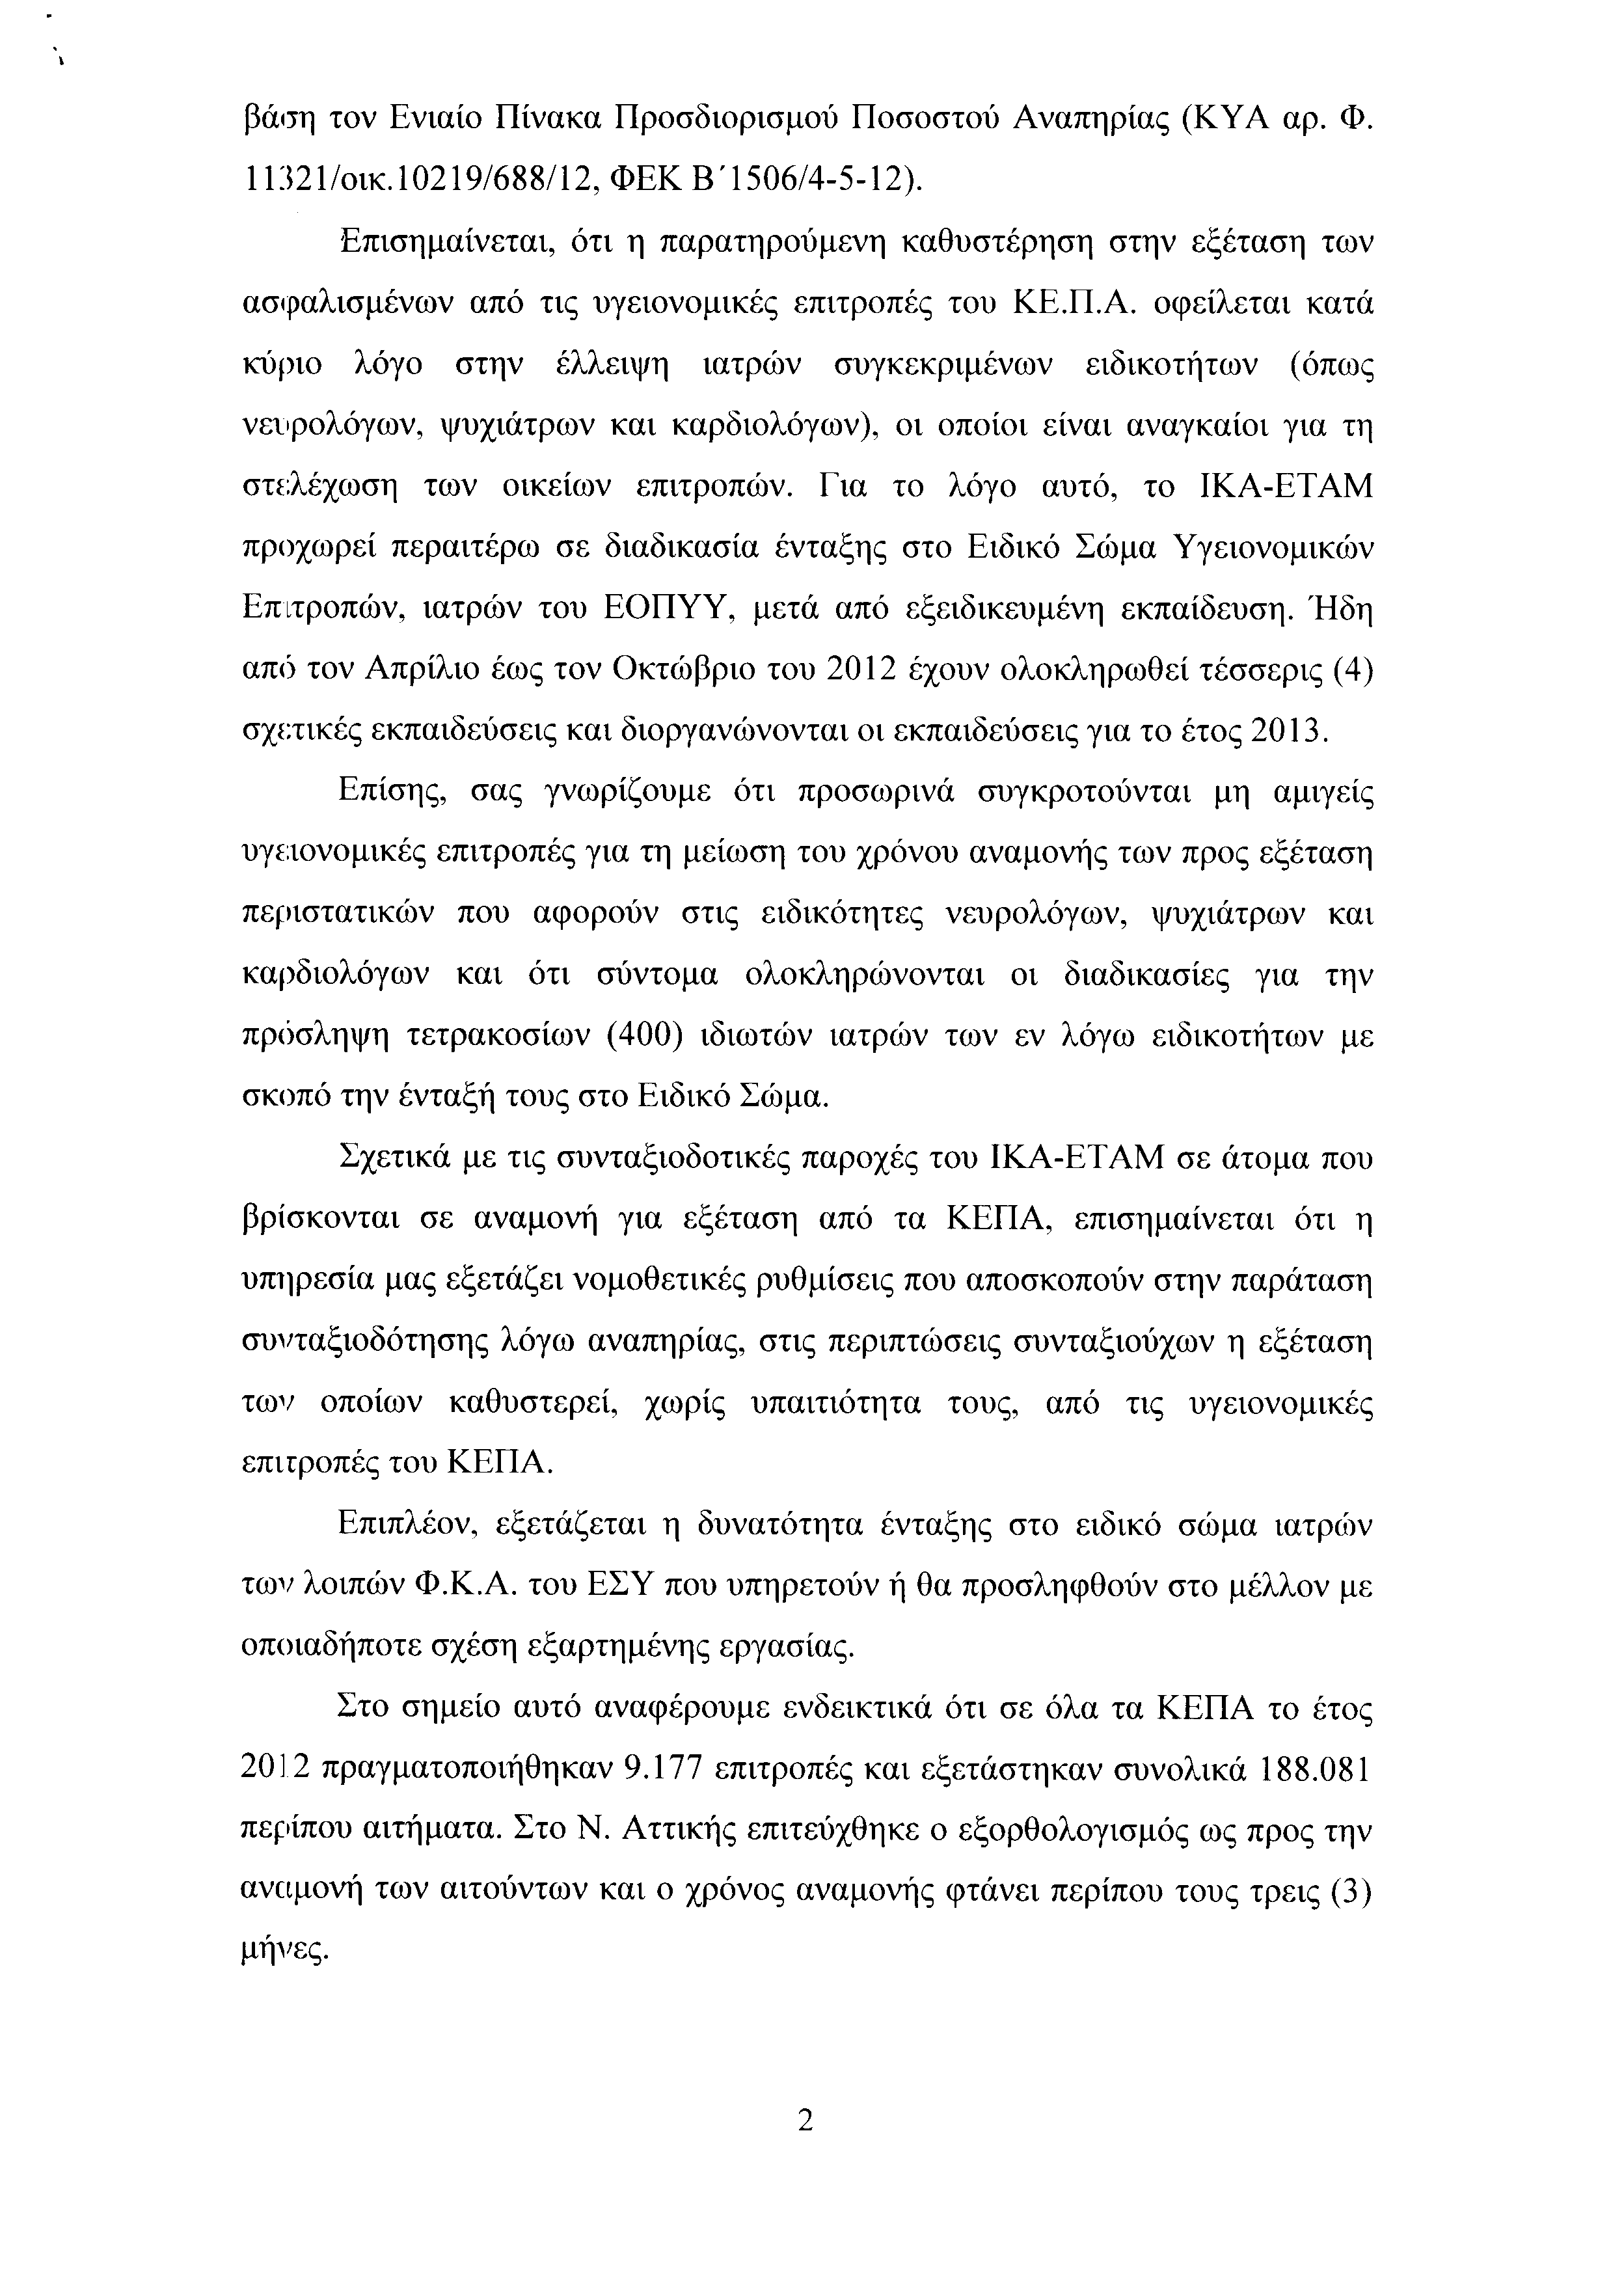 βάση τον Ενιαίο Πίνακα Προσδιορισμού Ποσοστού Αναπηρίας (ΚΥΑ αρ. Φ.
11321/οικ.10219/688/12, ΦΕΚ Β΄1506/4-5-12).
Επισημαίνεται, ότι η παρατηρούμενη καθυστέρηση στην εξέταση των
ασφαλισμένων από τις υγειονομικές επιτροπές του ΚΕ.Π.Α. οφείλεται κατά
κύριο λόγο στην έλλειψη ιατρών συγκεκριμένων ειδικοτήτων (όπως
νευρολόγων, ψυχιάτρων και καρδιολόγων), οι οποίοι είναι αναγκαίοι για τη
στελέχωση των οικείων επιτροπών. Για το λόγο αυτό, το ΙΚΑ-ΕΤΑΜ
προχωρεί περαιτέρω σε διαδικασία ένταξης στο Ειδικό Σώμα Υγειονομικών
Επιτροπών, ιατρών του ΕΟΠΥΥ, μετά από εξειδικευμένη εκπαίδευση. Ήδη
από τον Απρίλιο έως τον Οκτώβριο του 2012 έχουν ολοκληρωθεί τέσσερις (4)
σχετικές εκπαιδεύσεις και διοργανώνονται οι εκπαιδεύσεις για το έτος 2013.
Επίσης, σας γνωρίζουμε ότι προσωρινά συγκροτούνται μη αμιγείς
υγειονομικές επιτροπές για τη μείωση του χρόνου αναμονής των προς εξέταση
περιστατικών που αφορούν στις ειδικότητες νευρολόγων, ψυχιάτρων και
καρδιολόγων και ότι σύντομα ολοκληρώνονται οι διαδικασίες για την
πρόσληψη τετρακοσίων (400) ιδιωτών ιατρών των εν λόγω ειδικοτήτων με
σκοπό την ένταξή τους στο Ειδικό Σώμα.
Σχετικά με τις συνταξιοδοτικές παροχές του ΙΚΑ-ΕΤΑΜ σε άτομα που
βρίσκονται σε αναμονή για εξέταση από τα ΚΕΠΑ, επισημαίνεται ότι η
υπηρεσία μας εξετάζει νομοθετικές ρυθμίσεις που αποσκοπούν στην παράταση
συνταξιοδότησης λόγω αναπηρίας, στις περιπτώσεις συνταξιούχων η εξέταση
των οποίων καθυστερεί, χωρίς υπαιτιότητα τους, από τις υγειονομικές
επιτροπές του ΚΕΠΑ.
Επιπλέον, εξετάζεται η δυνατότητα ένταξης στο ειδικό σώμα ιατρών
των λοιπών Φ.Κ.Α. του ΕΣΥ που υπηρετούν ή θα προσληφθούν στο μέλλον με
οποιαδήποτε σχέση εξαρτημένης εργασίας.
Στο σημείο αυτό αναφέρουμε ενδεικτικά ότι σε όλα τα ΚΕΠΑ το έτος
2012 πραγματοποιήθηκαν 9.177 επιτροπές και εξετάστηκαν συνολικά 188.081
περίπου αιτήματα. Στο Ν. Αττικής επιτεύχθηκε ο εξορθολογισμός ως προς την
αναμονή των αιτούντων και ο χρόνος αναμονής φτάνει περίπου τους τρεις (3)
μήνες.
2